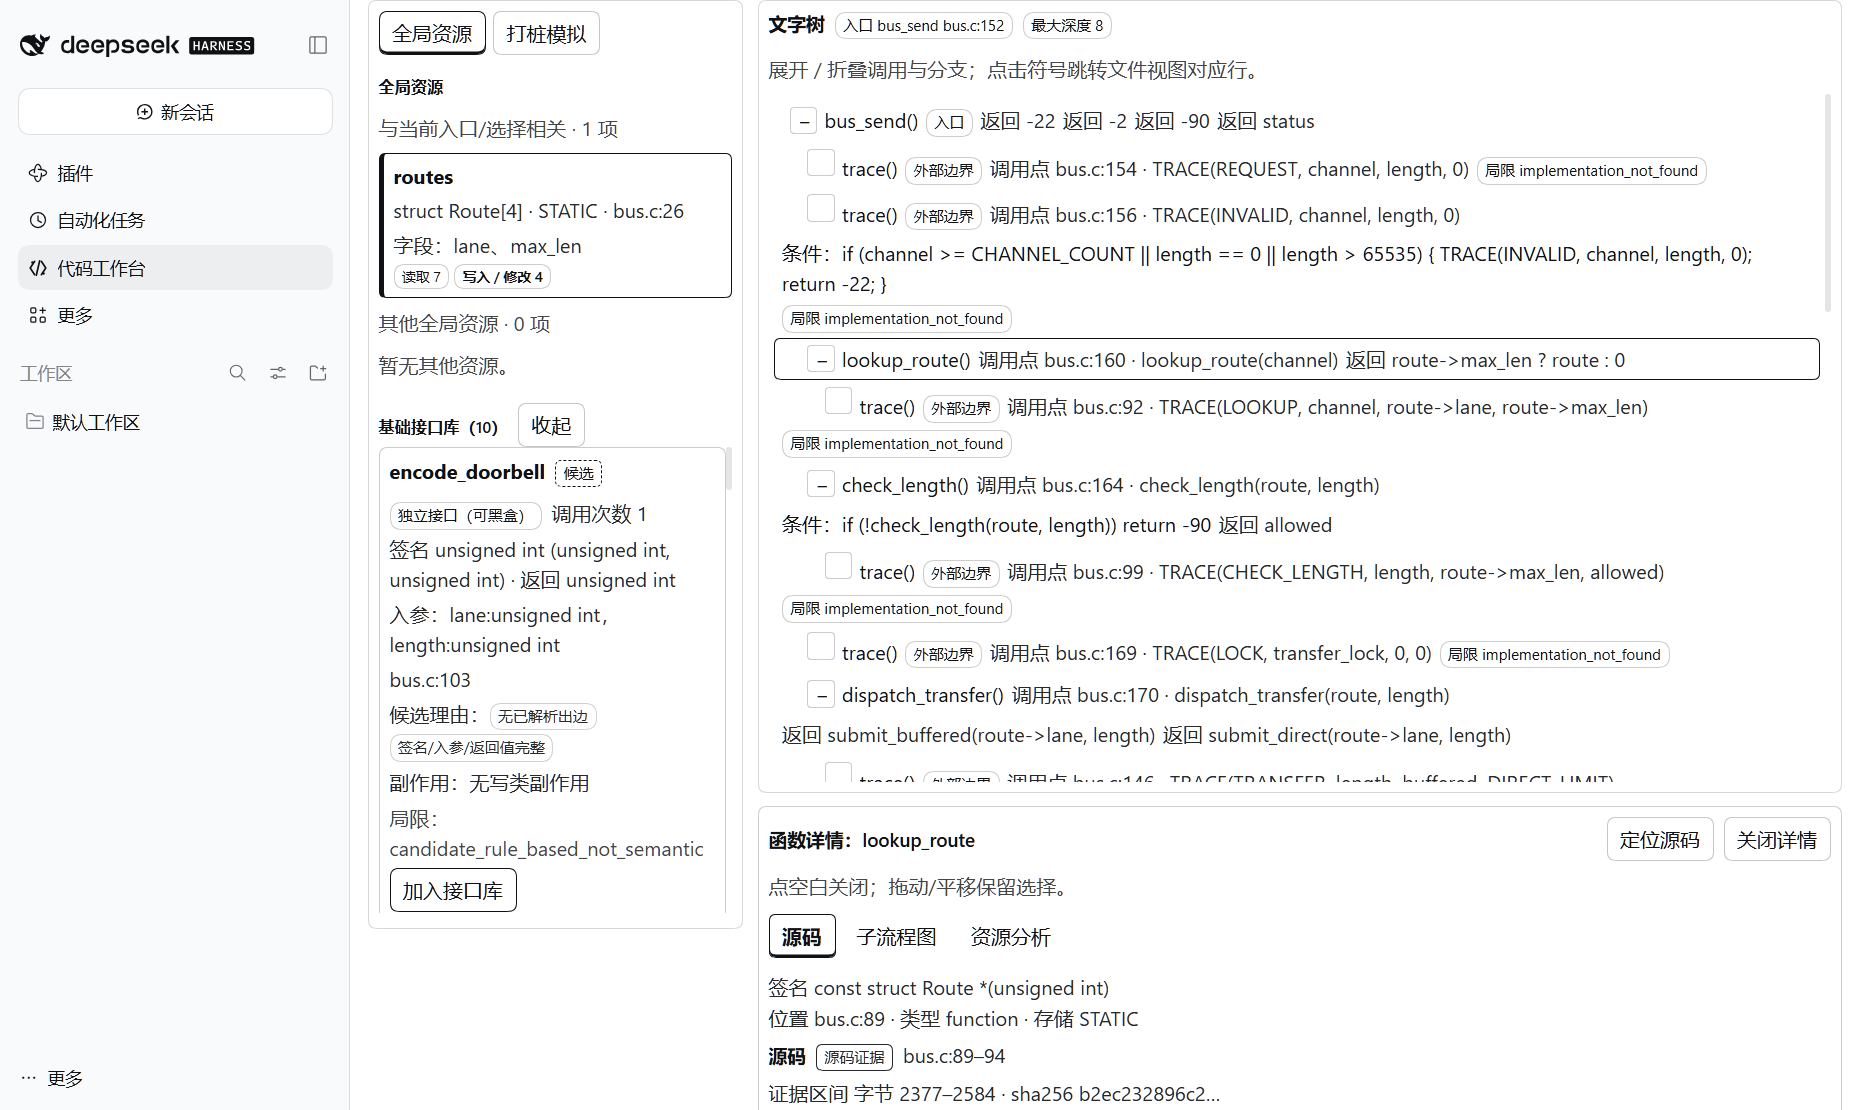 deepseek HARNESS
新会话
插件
自动化任务
代码工作台
更多
工作区
默认工作区
更多
全局资源 打桩模拟
全局资源
与当前入口/选择相关 · 1 项
routes
struct Route[4] · STATIC · bus.c:26
字段：lane、max_len
读取 7 写入 / 修改 4
其他全局资源 · 0 项
暂无其他资源。
基础接口库（10） 收起
encode_doorbell 候选
独立接口（可黑盒） 调用次数 1
签名 unsigned int (unsigned int,
unsigned int) · 返回 unsigned int
入参：lane:unsigned int，
length:unsigned int
bus.c:103
候选理由： 无已解析出边
签名/入参/返回值完整
副作用：无写类副作用
局限：
candidate_rule_based_not_semantic
加入接口库
文字树 入口 bus_send bus.c:152 最大深度 8
展开 / 折叠调用与分支；点击符号跳转文件视图对应行。
– bus_send() 入口 返回 -22 返回 -2 返回 -90 返回 status
trace() 外部边界 调用点 bus.c:154 · TRACE(REQUEST, channel, length, 0) 局限 implementation_not_found
trace() 外部边界 调用点 bus.c:156 · TRACE(INVALID, channel, length, 0)
条件：if (channel >= CHANNEL_COUNT || length == 0 || length > 65535) { TRACE(INVALID, channel, length, 0);
return -22; }
局限 implementation_not_found
– lookup_route() 调用点 bus.c:160 · lookup_route(channel) 返回 route->max_len ? route : 0
trace() 外部边界 调用点 bus.c:92 · TRACE(LOOKUP, channel, route->lane, route->max_len)
局限 implementation_not_found
– check_length() 调用点 bus.c:164 · check_length(route, length)
条件：if (!check_length(route, length)) return -90 返回 allowed
trace() 外部边界 调用点 bus.c:99 · TRACE(CHECK_LENGTH, length, route->max_len, allowed)
局限 implementation_not_found
trace() 外部边界 调用点 bus.c:169 · TRACE(LOCK, transfer_lock, 0, 0) 局限 implementation_not_found
– dispatch_transfer() 调用点 bus.c:170 · dispatch_transfer(route, length)
返回 submit_buffered(route->lane, length) 返回 submit_direct(route->lane, length)
trace() 外部边界 调用点 bus.c:146 · TRACE(TRANSFER, length, buffered, DIRECT_LIMIT)
函数详情：lookup_route 定位源码 关闭详情
点空白关闭；拖动/平移保留选择。
源码 子流程图 资源分析
签名 const struct Route *(unsigned int)
位置 bus.c:89 · 类型 function · 存储 STATIC
源码 源码证据 bus.c:89–94
证据区间 字节 2377–2584 · sha256 b2ec232896c2…